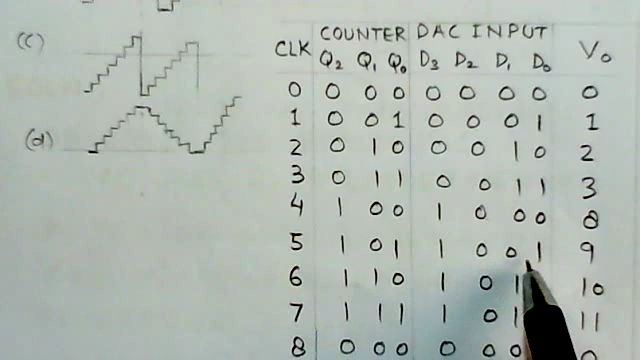 (c)
(d)
COUNTER DAC INPUT
CLK Q2 Q1 Q0 D3 D2 D1 D0 Vo
0 0 0 0 0 0 0 0 0
1 0 0 1 0 0 0 1 1
2 0 1 0 0 0 1 0 2
3 0 1 1 0 0 1 1 3
4 1 0 0 1 0 0 0 8
5 1 0 1 1 0 0 1 9
6 1 1 0 1 0 1 10
7 1 1 1 1 0 1 11
8 0 0 0 0 0 0 0